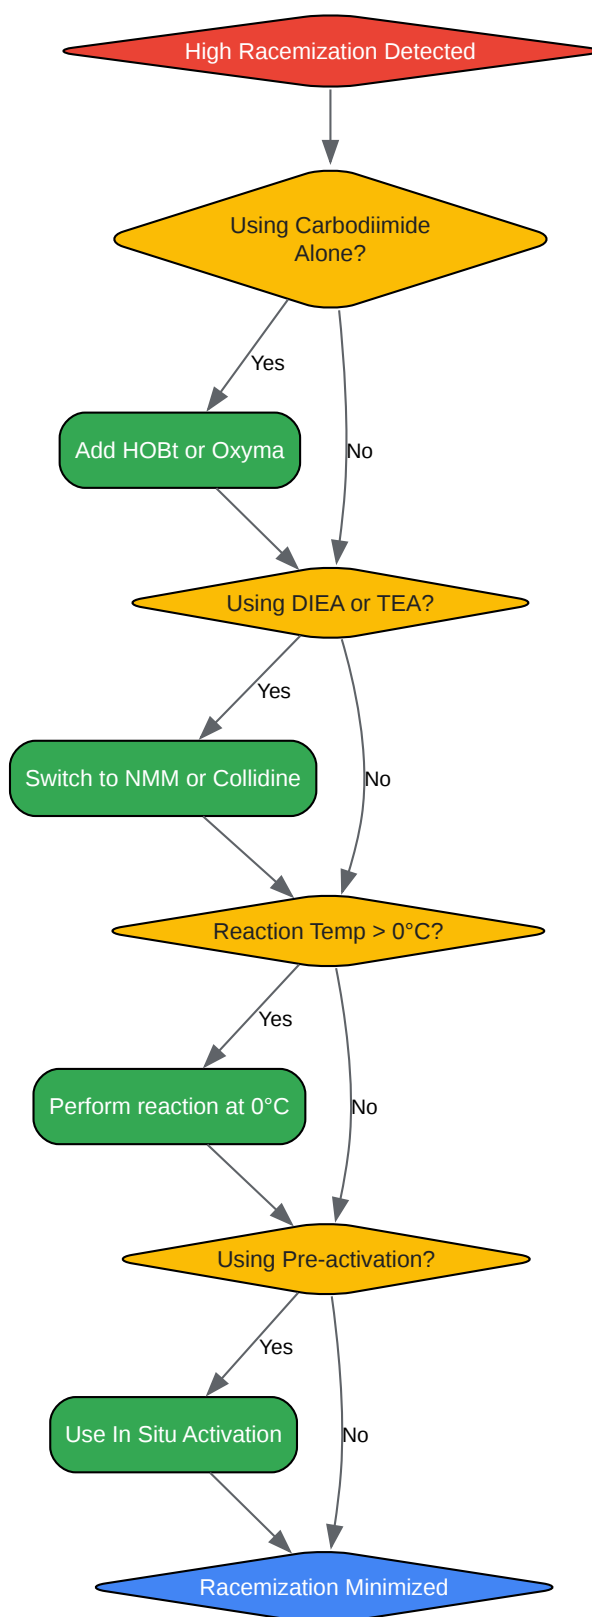 High Racemization Detected
Using Carbodiimide
Alone?
Yes
Add HOBt or Oxyma
No
Using DIEA or TEA?
Yes
Switch to NMM or Collidine
No
Reaction Temp > 0°C?
Yes
Perform reaction at 0°C
No
Using Pre-activation?
Yes
Use In Situ Activation
No
Racemization Minimized